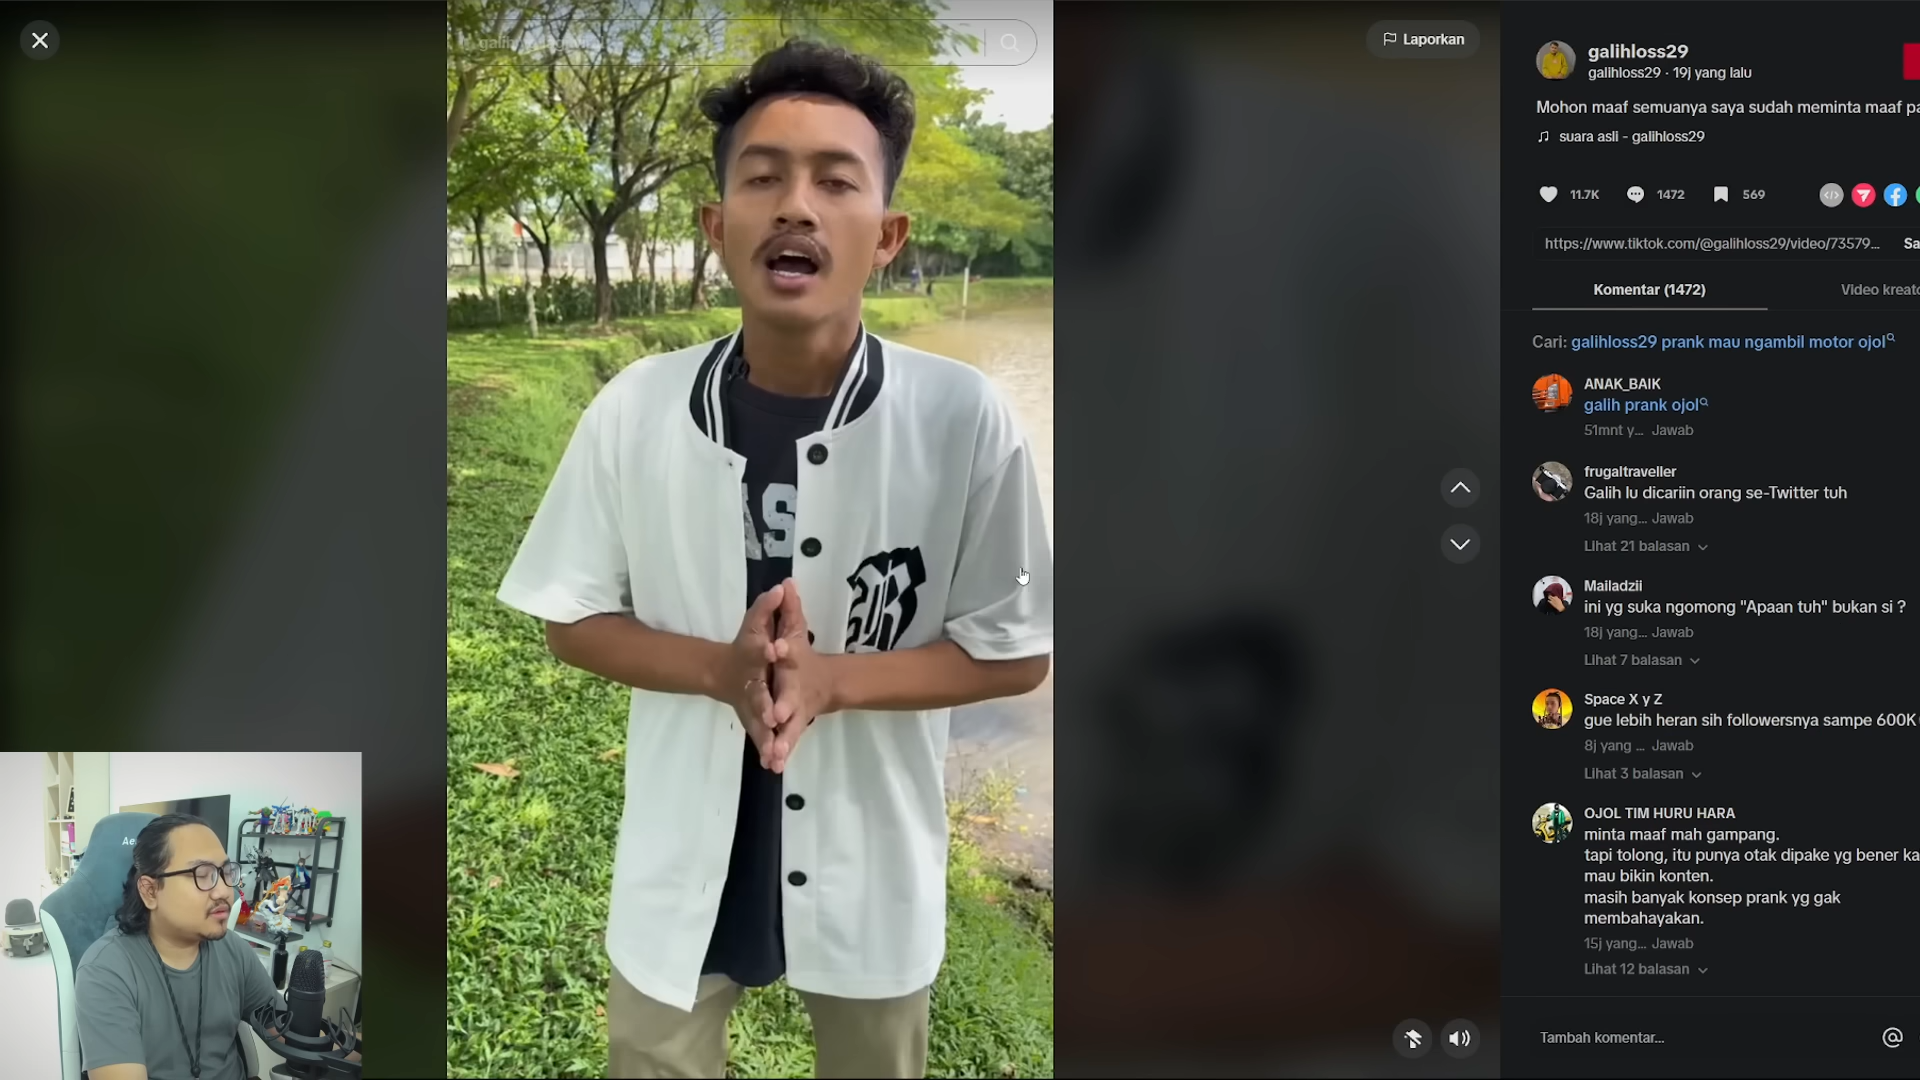 Laporkan
galihloss29
galihloss29 · 19j yang lalu
Mohon maaf semuanya saya sudah meminta maaf pa
suara asli - galihloss29
11.7K
1472
569
https://www.tiktok.com/@galihloss29/video/73579...
Sa
Komentar (1472)
Video kreato
Cari: galihloss29 prank mau ngambil motor ojol
ANAK_BAIK
galih prank ojol
51mnt y... Jawab
frugaltraveller
Galih lu dicariin orang se-Twitter tuh
18j yang... Jawab
Lihat 21 balasan
Mailadzii
ini yg suka ngomong "Apaan tuh" bukan si ?
18j yang... Jawab
Lihat 7 balasan
Space X y Z
gue lebih heran sih followersnya sampe 600K
8j yang ... Jawab
Lihat 3 balasan
OJOL TIM HURU HARA
minta maaf mah gampang.
tapi tolong, itu punya otak dipake yg bener ka
mau bikin konten.
masih banyak konsep prank yg gak
membahayakan.
15j yang... Jawab
Lihat 12 balasan
Tambah komentar...
@